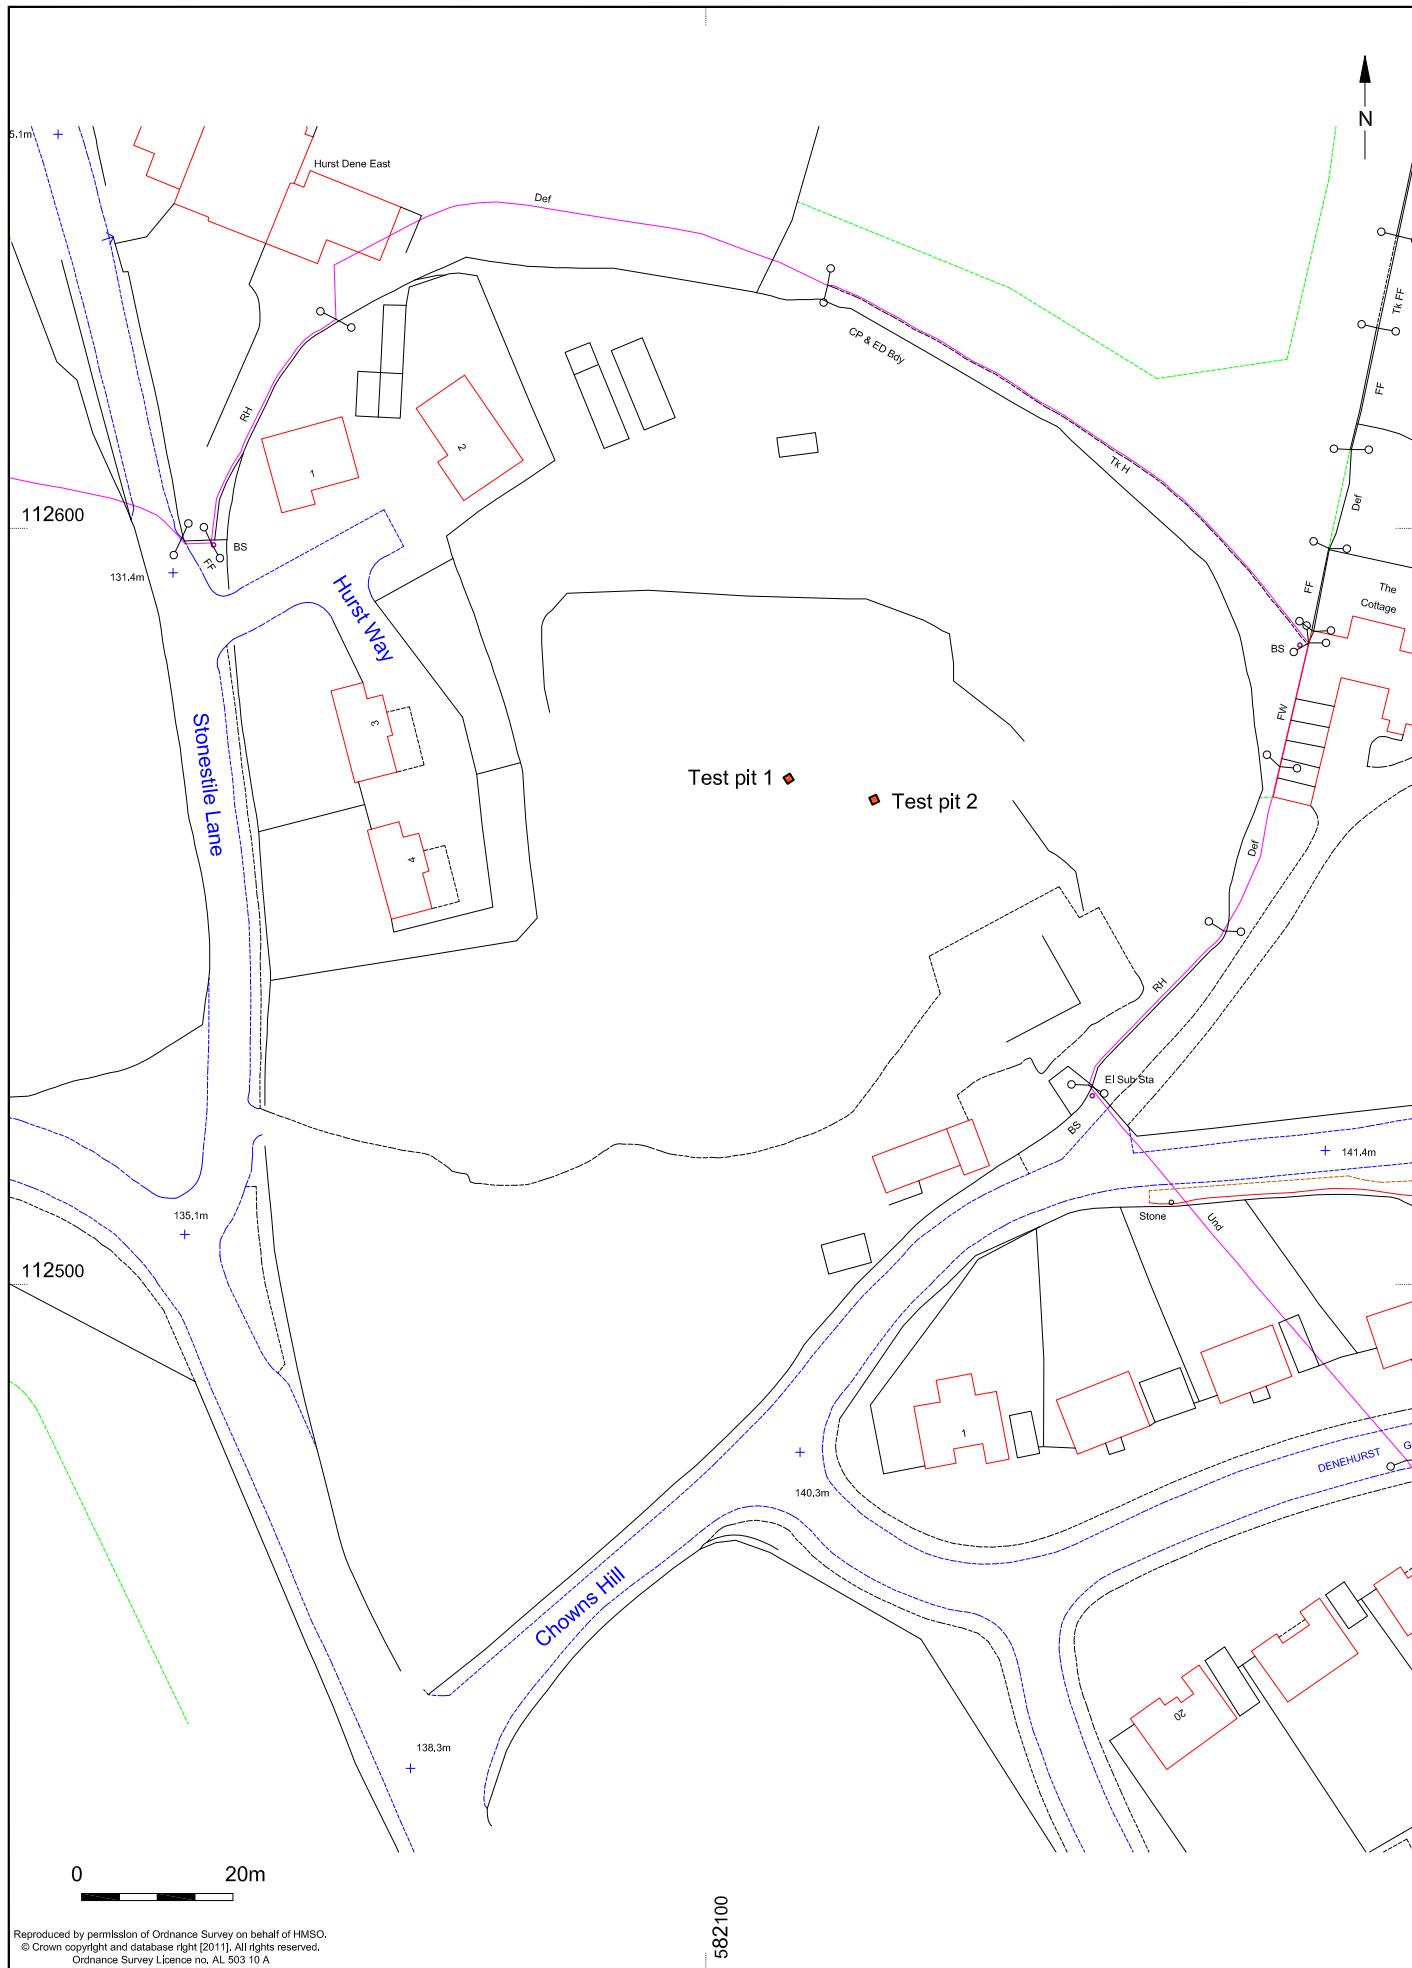 N
5.1m
Hurst Dene East
Def
Tk FF
CP & ED Bdy
FF
RH
1
2
Tk H
Def
112600
BS
FF
131.4m
Hurst Way
FF
The
Cottage
BS
FW
Stonestile Lane
3
Test pit 1
Test pit 2
4
Def
RH
El Sub Sta
BS
141.4m
135.1m
Stone
Und
112500
1
DENEHURST G
140.3m
Chowns Hill
20
138.3m
0 20m
582100
Reproduced by permission of Ordnance Survey on behalf of HMSO.
© Crown copyright and database right [2011]. All rights reserved.
Ordnance Survey Licence no. AL 503 10 A